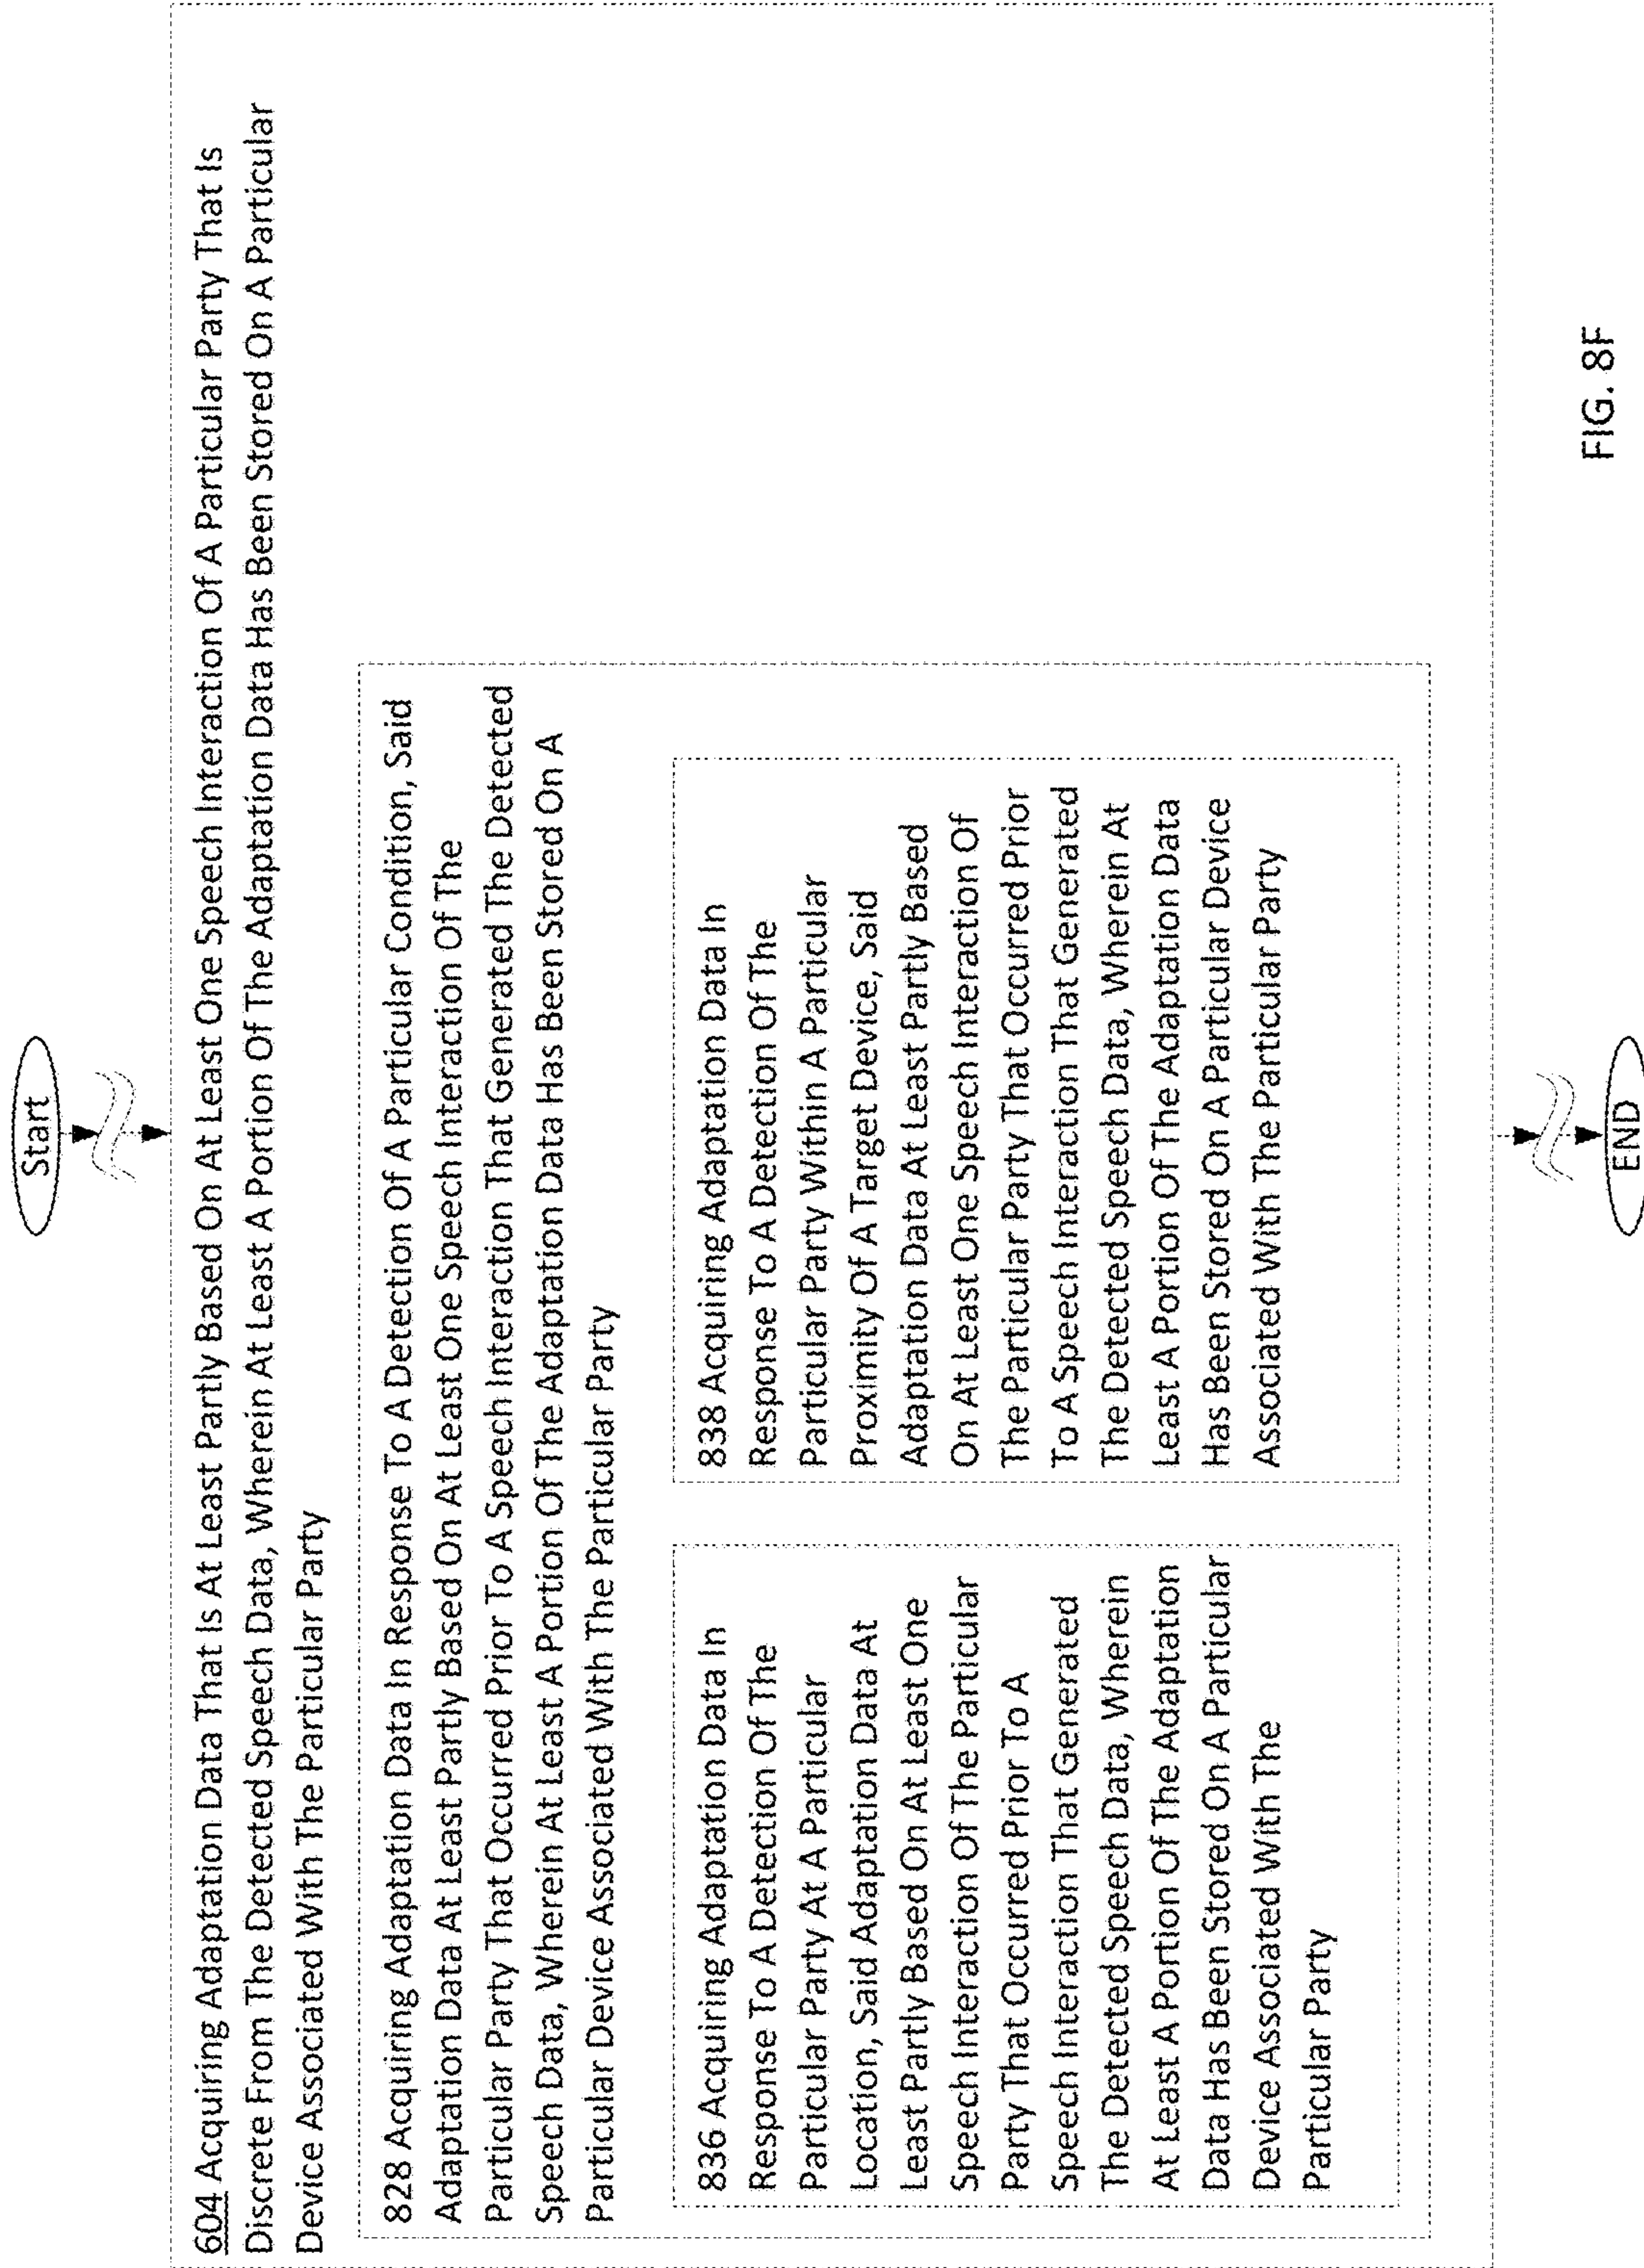 Start
604 Acquiring Adaptation Data That Is At Least Partly Based On At Least One Speech Interaction Of A Particular Party That Is
Discrete From The Detected Speech Data, Wherein At Least A Portion Of The Adaptation Data Has Been Stored On A Particular
Device Associated With The Particular Party
828 Acquiring Adaptation Data In Response To A Detection Of A Particular Condition, Said
Adaptation Data At Least Partly Based On At Least One Speech Interaction Of The
Particular Party That Occurred Prior To A Speech Interaction That Generated The Detected
Speech Data, Wherein At Least A Portion Of The Adaptation Data Has Been Stored On A
Particular Device Associated With The Particular Party
836 Acquiring Adaptation Data In
Response To A Detection Of The
Particular Party At A Particular
Location, Said Adaptation Data At
Least Partly Based On At Least One
Speech Interaction Of The Particular
Party That Occurred Prior To A
Speech Interaction That Generated
The Detected Speech Data, Wherein
At Least A Portion Of The Adaptation
Data Has Been Stored On A Particular
Device Associated With The
Particular Party
838 Acquiring Adaptation Data In
Response To A Detection Of The
Particular Party Within A Particular
Proximity Of A Target Device, Said
Adaptation Data At Least Partly Based
On At Least One Speech Interaction Of
The Particular Party That Occurred Prior
To A Speech Interaction That Generated
The Detected Speech Data, Wherein At
Least A Portion Of The Adaptation Data
Has Been Stored On A Particular Device
Associated With The Particular Party
END
FIG. 8F